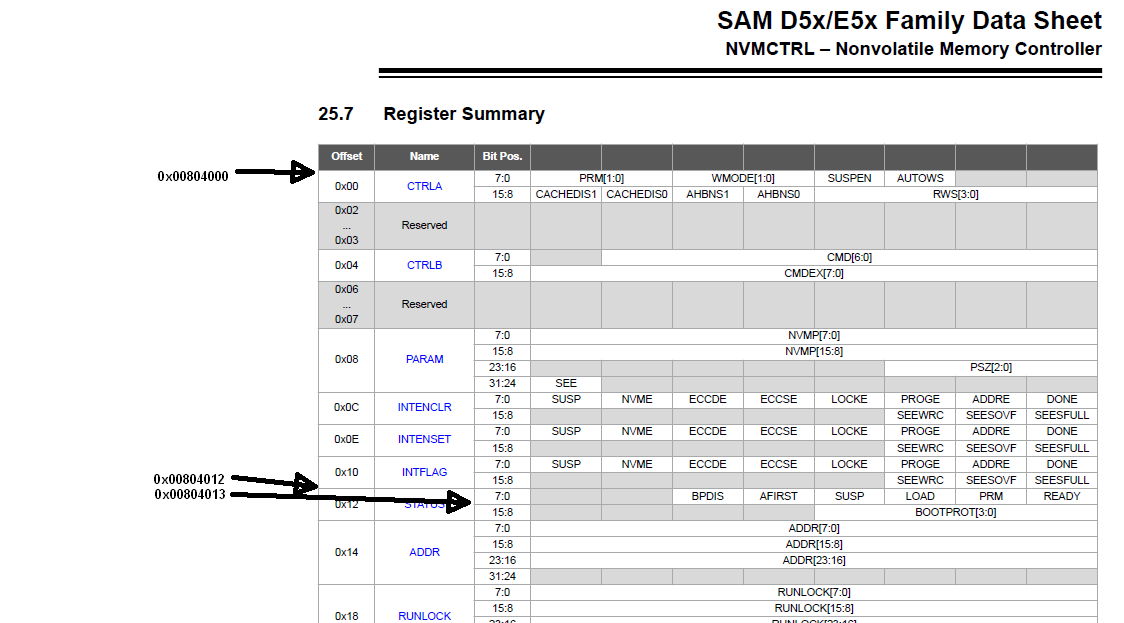 SAM D5x/E5x Family Data Sheet
NVMCTRL – Nonvolatile Memory Controller
25.7 Register Summary
Offset Name Bit Pos.
0x00804000
0x00 CTRLA
7:0 PRM[1:0] WMODE[1:0] SUSPEN AUTOWS
15:8 CACHEDIS1 CACHEDIS0 AHBNS1 AHBNS0 RWS[3:0]
0x02
...
0x03
Reserved
0x04 CTRLB
7:0 CMD[6:0]
15:8 CMDEX[7:0]
0x06
...
0x07
Reserved
0x08 PARAM
7:0 NVMP[7:0]
15:8 NVMP[15:8]
23:16 PSZ[2:0]
31:24 SEE
0x0C INTENCLR
7:0 SUSP NVME ECCDE ECCSE LOCKE PROGE ADDRE DONE
15:8 SEEWRC SEESOVF SEESFULL
0x0E INTENSET
7:0 SUSP NVME ECCDE ECCSE LOCKE PROGE ADDRE DONE
15:8 SEEWRC SEESOVF SEESFULL
0x10 INTFLAG
7:0 SUSP NVME ECCDE ECCSE LOCKE PROGE ADDRE DONE
15:8 SEEWRC SEESOVF SEESFULL
0x00804012
0x00804013
0x12 STATUS
7:0 BPDIS AFIRST SUSP LOAD PRM READY
15:8 BOOTPROT[3:0]
0x14 ADDR
7:0 ADDR[7:0]
15:8 ADDR[15:8]
23:16 ADDR[23:16]
31:24
0x18 RUNLOCK
7:0 RUNLOCK[7:0]
15:8 RUNLOCK[15:8]
23:16 RUNLOCK[23:16]